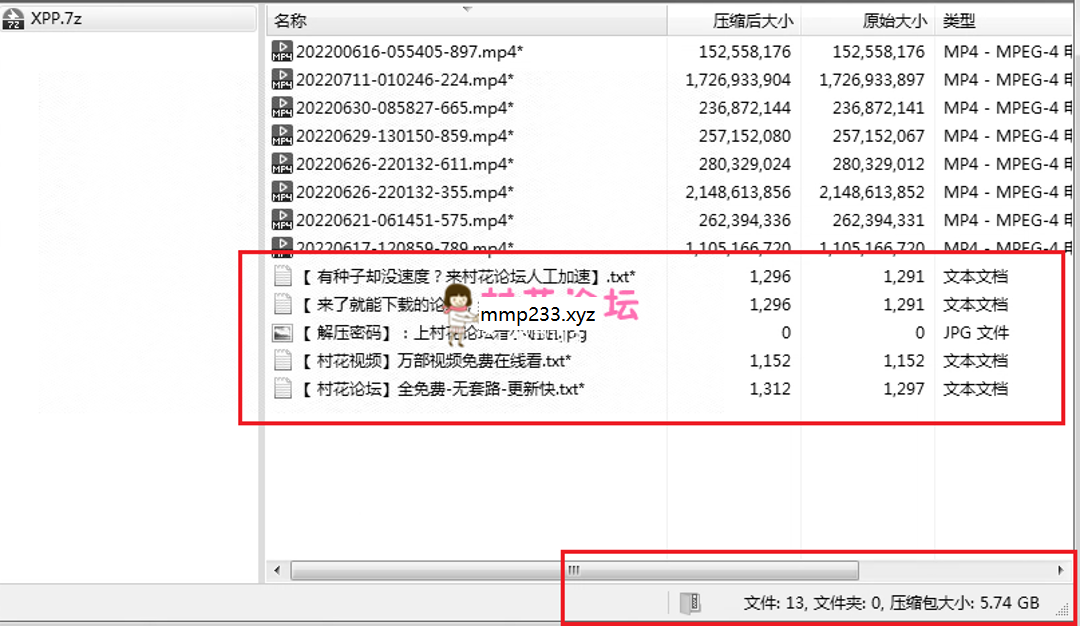 XPP.7z
名称 压缩后大小 原始大小 类型
202200616-055405-897.mp4* 152,558,176 152,558,176 MP4 - MPEG-4
20220711-010246-224.mp4* 1,726,933,904 1,726,933,897 MP4 - MPEG-4
20220630-085827-665.mp4* 236,872,144 236,872,141 MP4 - MPEG-4
20220629-130150-859.mp4* 257,152,080 257,152,067 MP4 - MPEG-4
20220626-220132-611.mp4* 280,329,024 280,329,012 MP4 - MPEG-4
20220626-220132-355.mp4* 2,148,613,856 2,148,613,852 MP4 - MPEG-4
20220621-061451-575.mp4* 262,394,336 262,394,331 MP4 - MPEG-4
20220617-120859-789.mp4* 1,105,166,720 1,105,166,720 MP4 - MPEG-4
【 有种子却没速度？来村花论坛人工加速】.txt* 1,296 1,291 文本文档
【 来了就能下载的论 1,296 1,291 文本文档
mmp233.xyz
【 解压密码】：上村花论坛 .jpg 0 0 JPG 文件
【 村花视频】万部视频免费在线看.txt* 1,152 1,152 文本文档
【 村花论坛】全免费-无套路-更新快.txt* 1,312 1,297 文本文档
文件: 13, 文件夹: 0, 压缩包大小: 5.74 GB